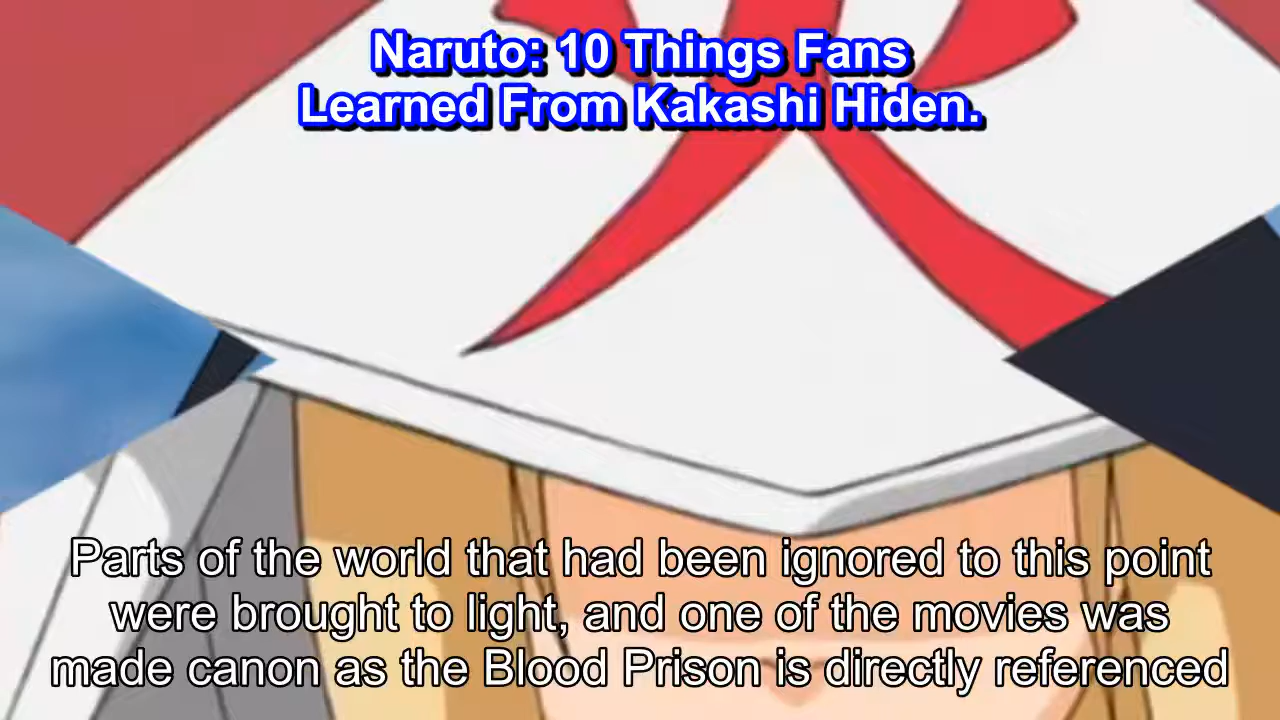 Naruto: 10 Things Fans
Learned From Kakashi Hiden.
Parts of the world that had been ignored to this point
were brought to light, and one of the movies was
made canon as the Blood Prison is directly referenced